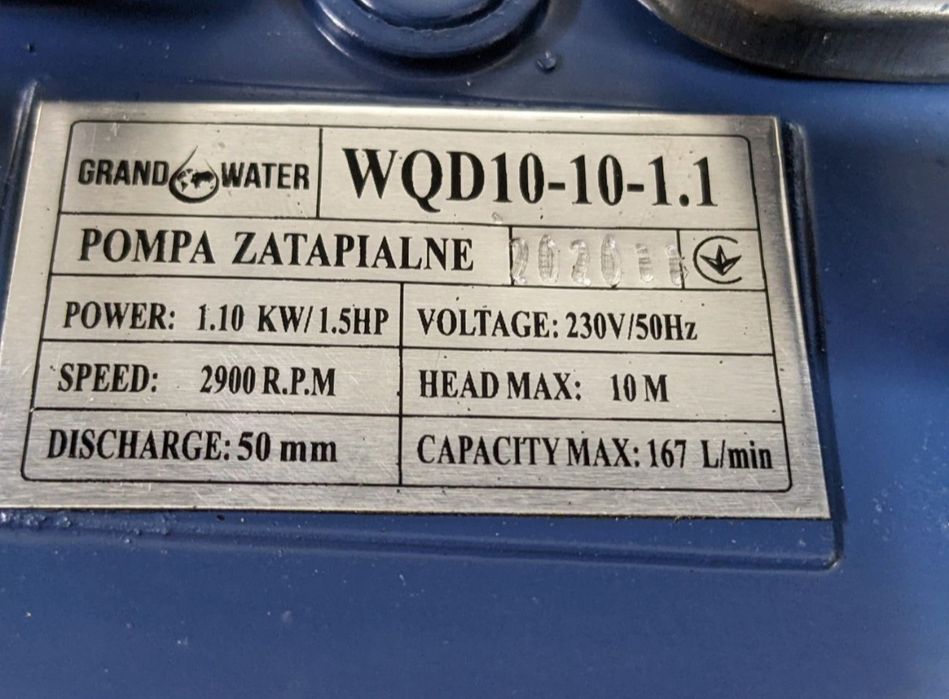 GRAND WATER
WQD10-10-1.1
POMPA ZATAPIALNE
POWER: 1.10 KW/1.5HP
VOLTAGE: 230V/50Hz
SPEED: 2900 R.P.M
HEAD MAX: 10 M
DISCHARGE: 50 mm
CAPACITY MAX: 167 L/min